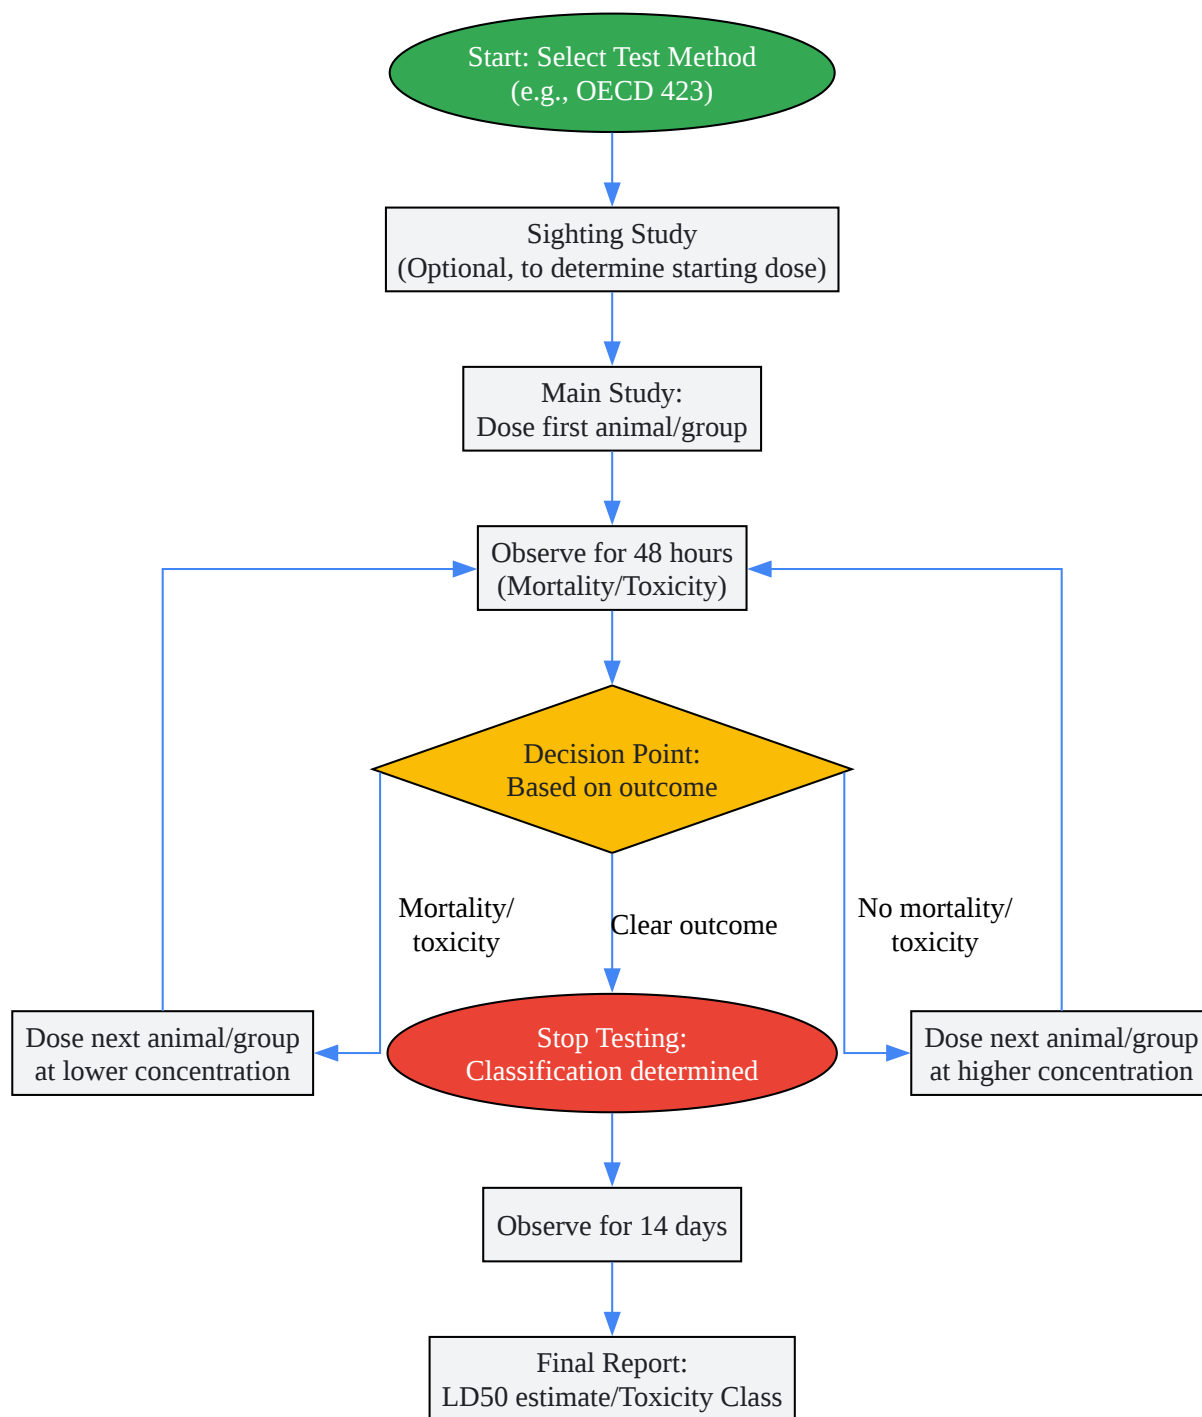 Start: Select Test Method
(e.g., OECD 423)
Sighting Study
(Optional, to determine starting dose)
Main Study:
Dose first animal/group
Observe for 48 hours
(Mortality/Toxicity)
Decision Point:
Based on outcome
Mortality/
toxicity
Clear outcome
No mortality/
toxicity
Dose next animal/group
at lower concentration
Stop Testing:
Classification determined
Dose next animal/group
at higher concentration
Observe for 14 days
Final Report:
LD50 estimate/Toxicity Class